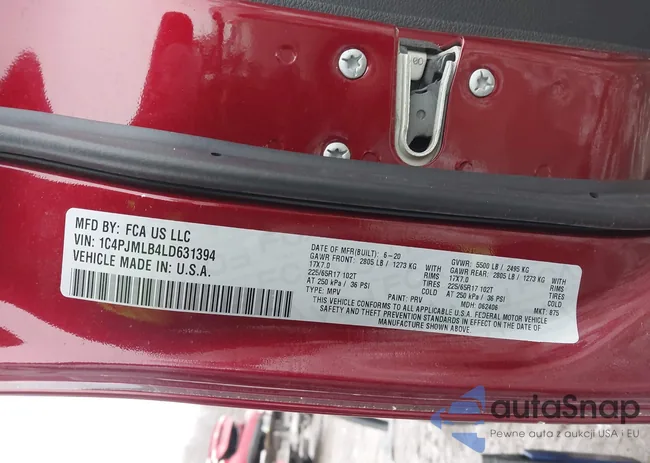 MFD BY: FCA US LLC
VIN: 1C4PJMLB4LD631394
VEHICLE MADE IN: U.S.A.
DATE OF MFR(BUILT): 6-20 GVWR: 5500 LB / 2495 KG
GAWR FRONT: 2805 LB / 1273 KG WITH GAWR REAR: 2805 LB / 1273 KG WITH
17X7.0 RIMS 17X7.0 RIMS
225/65R17 102T TIRES 225/65R17 102T TIRES
AT 250 kPa / 36 PSI COLD AT 250 kPa / 36 PSI COLD
TYPE: MPV PAINT: PRV MDH: 062406 MKT: 875
THIS VEHICLE CONFORMS TO ALL APPLICABLE U.S.A. FEDERAL MOTOR VEHICLE
SAFETY AND THEFT PREVENTION STANDARDS IN EFFECT ON THE DATE OF
MANUFACTURE SHOWN ABOVE.
autaSnap
Pewne auta z aukcji USA i EU